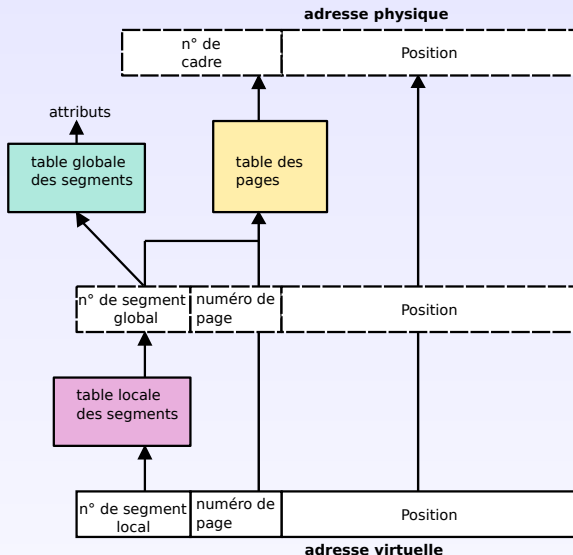 adresse physique
n° de
cadre
Position
attributs
table globale
des segments
table des
pages
n° de segment
global
numéro de
page
Position
table locale
des segments
n° de segment
local
numéro de
page
Position
adresse virtuelle